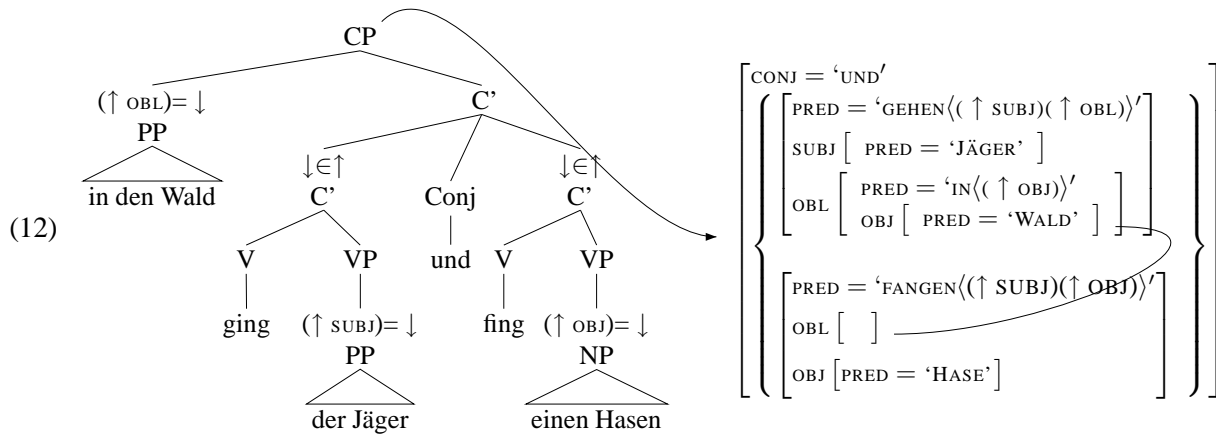 (12)
CP
(↑ OBL)= ↓
PP
in den Wald
C’
↓∈↑
C’
Conj
und
↓∈↑
C’
V
ging
VP
(↑ SUBJ)= ↓
PP
der Jäger
V
fing
VP
(↑ OBJ)= ↓
NP
einen Hasen
CONJ = ‘UND′
PRED = ‘GEHEN⟨(↑ SUBJ)(↑ OBL)⟩′
SUBJ [ PRED = ‘JÄGER’ ]
OBL [ PRED = ‘IN⟨(↑ OBJ)⟩′
OBJ [ PRED = ‘WALD’ ] ]
PRED = ‘FANGEN⟨(↑ SUBJ)(↑ OBJ)⟩′
OBL [ ]
OBJ [PRED = ‘HASE’]